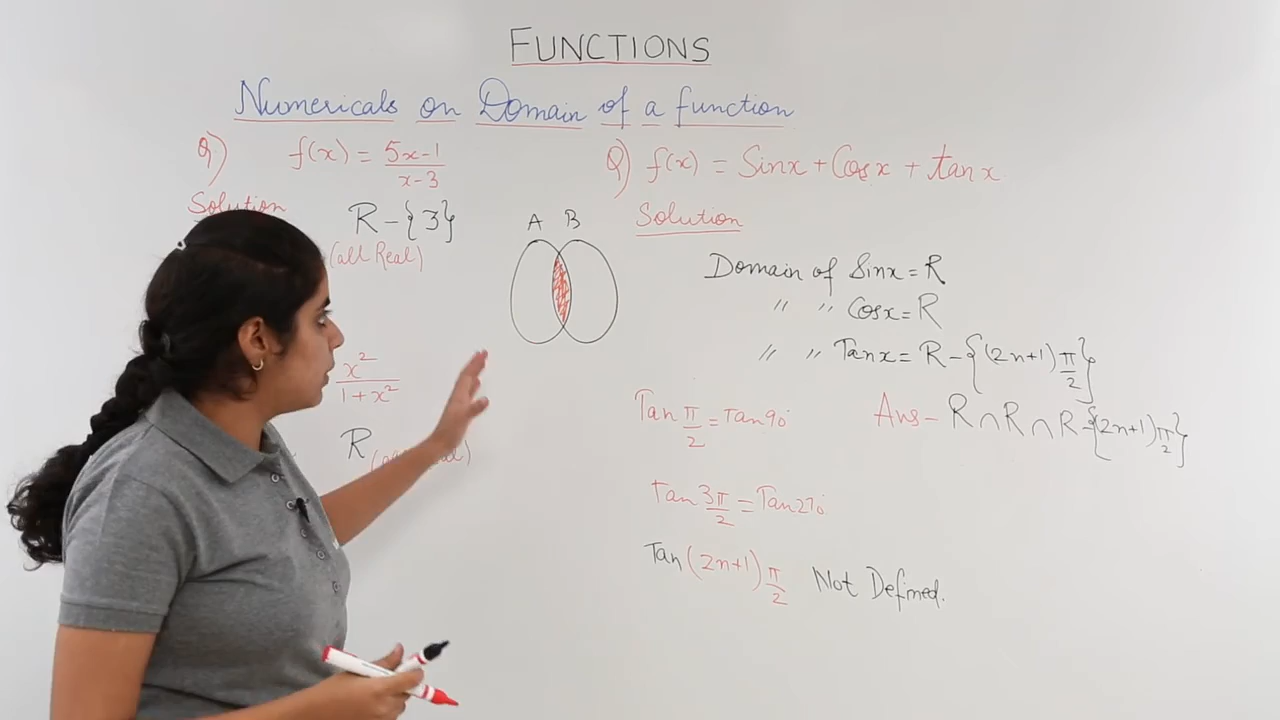 FUNCTIONS
Numericals on Domain of a function
Q) f(x) = 5x-1
x-3
Solution
R - {3}
(all Real)
x²
1+x²
R
A B
Q) f(x) = Sinx + Cosx + tanx
Solution
Domain of Sinx = R
" " Cosx = R
" " Tanx = R - {(2n+1) π/2}
Tan π/2 = Tan 90°
Ans - R ∩ R ∩ R - {(2n+1) π/2}
tan 3π/2 = Tan 270°
Tan (2n+1) π/2 Not Defined.